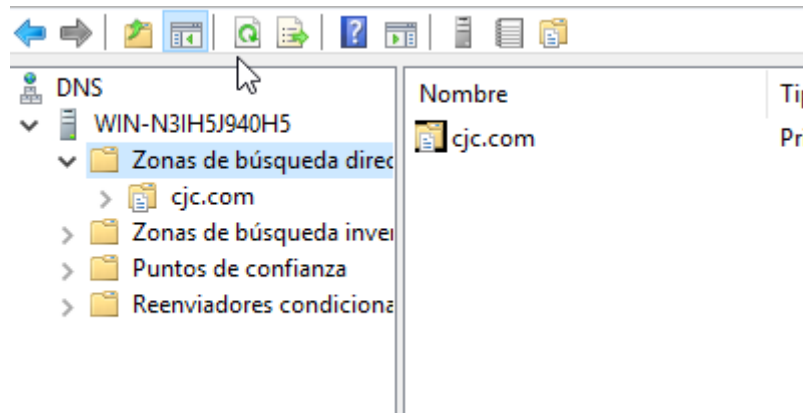 DNS
WIN-N3IH5J940H5
Zonas de búsqueda direc
cjc.com
Zonas de búsqueda inver
Puntos de confianza
Reenviadores condiciona
Nombre Tip
cjc.com Pr